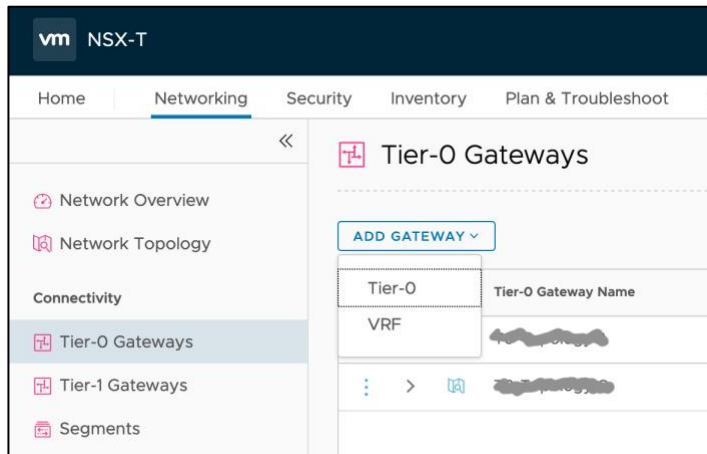 vm NSX-T
Home Networking Security Inventory Plan & Troubleshoot
Tier-0 Gateways
Network Overview
Network Topology
ADD GATEWAY
Tier-0
VRF
Tier-0 Gateway Name
Connectivity
Tier-0 Gateways
Tier-1 Gateways
Segments